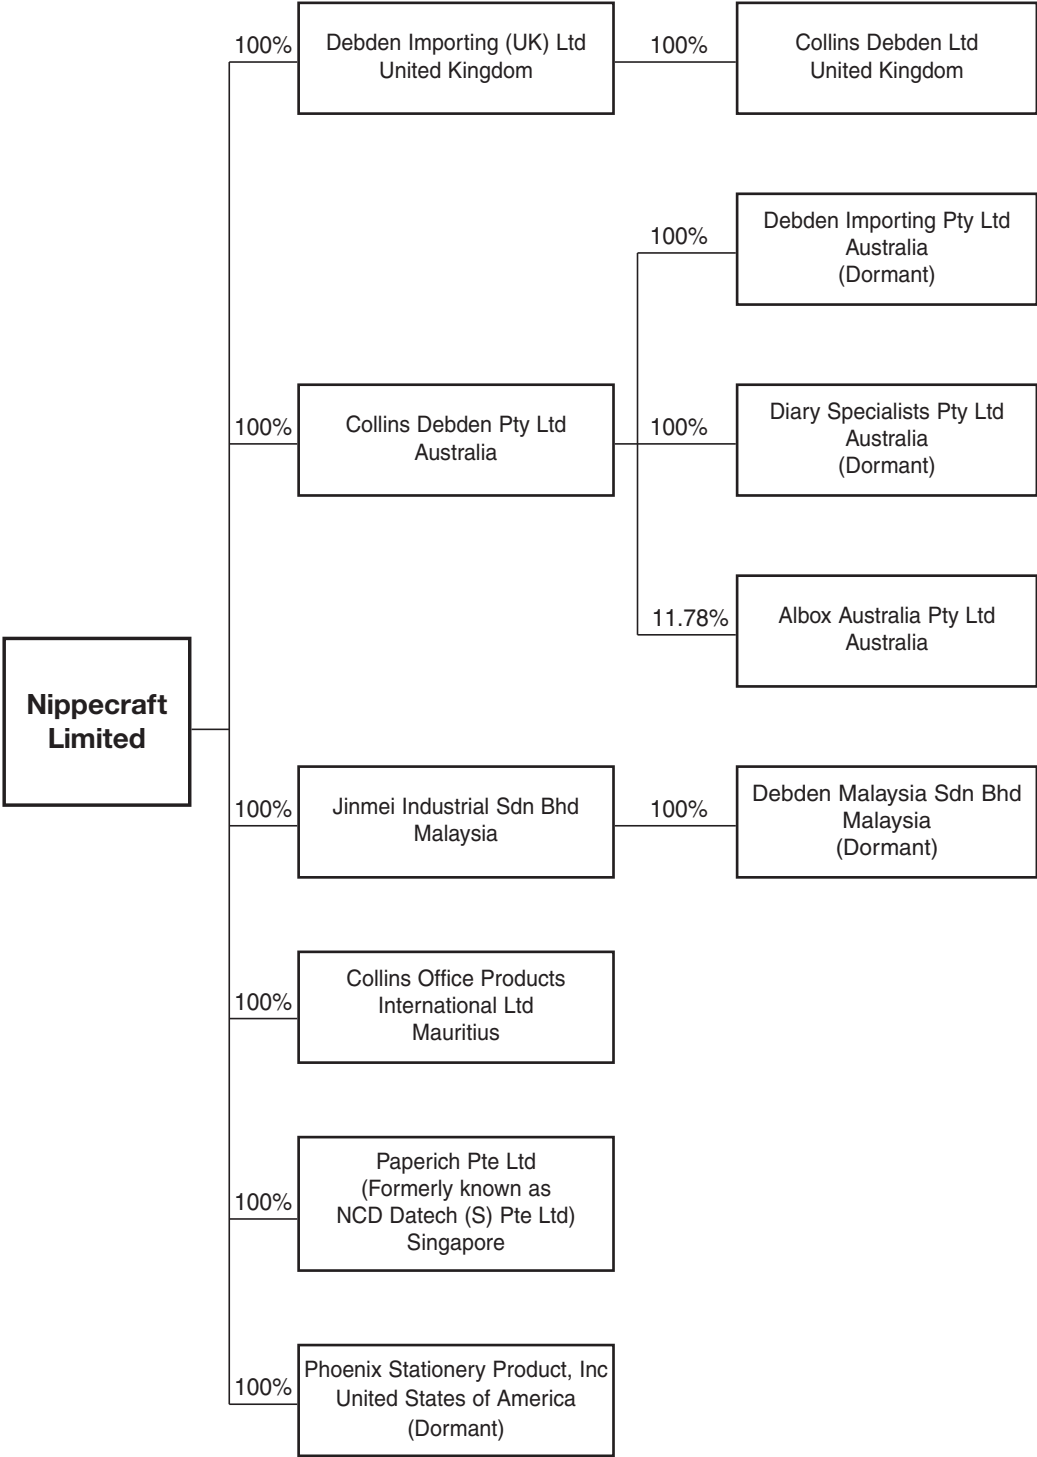 100%
Debden Importing (UK) Ltd
United Kingdom
100%
Collins Debden Ltd
United Kingdom
100%
Debden Importing Pty Ltd
Australia
(Dormant)
100%
Collins Debden Pty Ltd
Australia
100%
Diary Specialists Pty Ltd
Australia
(Dormant)
11.78%
Albox Australia Pty Ltd
Australia
Nippecraft
Limited
100%
Jinmei Industrial Sdn Bhd
Malaysia
100%
Debden Malaysia Sdn Bhd
Malaysia
(Dormant)
100%
Collins Office Products
International Ltd
Mauritius
100%
Paperich Pte Ltd
(Formerly known as
NCD Datech (S) Pte Ltd)
Singapore
100%
Phoenix Stationery Product, Inc
United States of America
(Dormant)